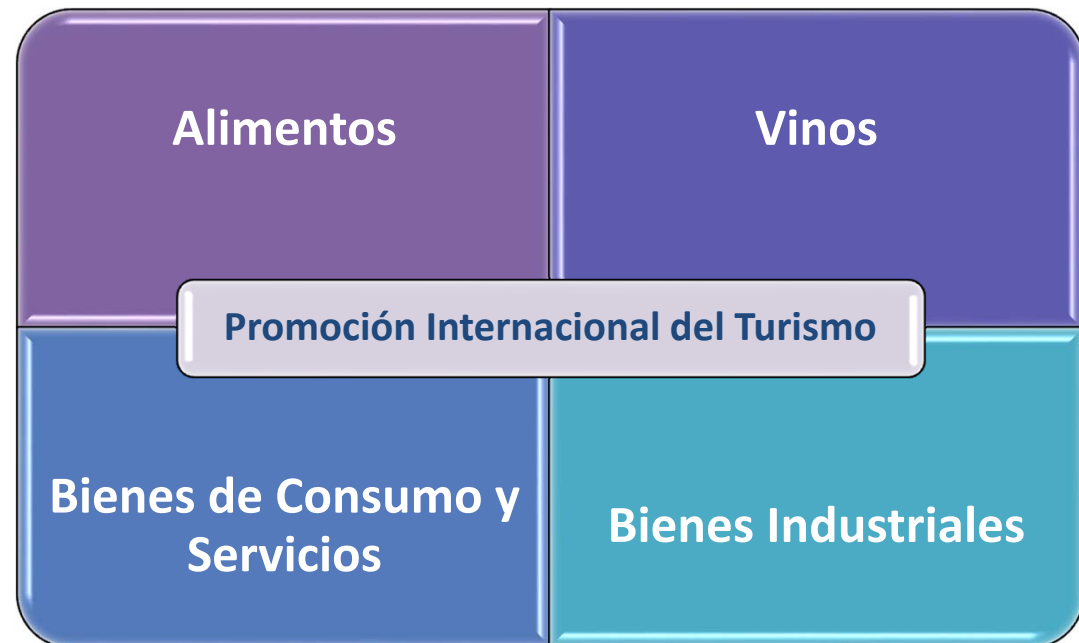 Alimentos
Vinos
Promoción Internacional del Turismo
Bienes de Consumo y
Servicios
Bienes Industriales